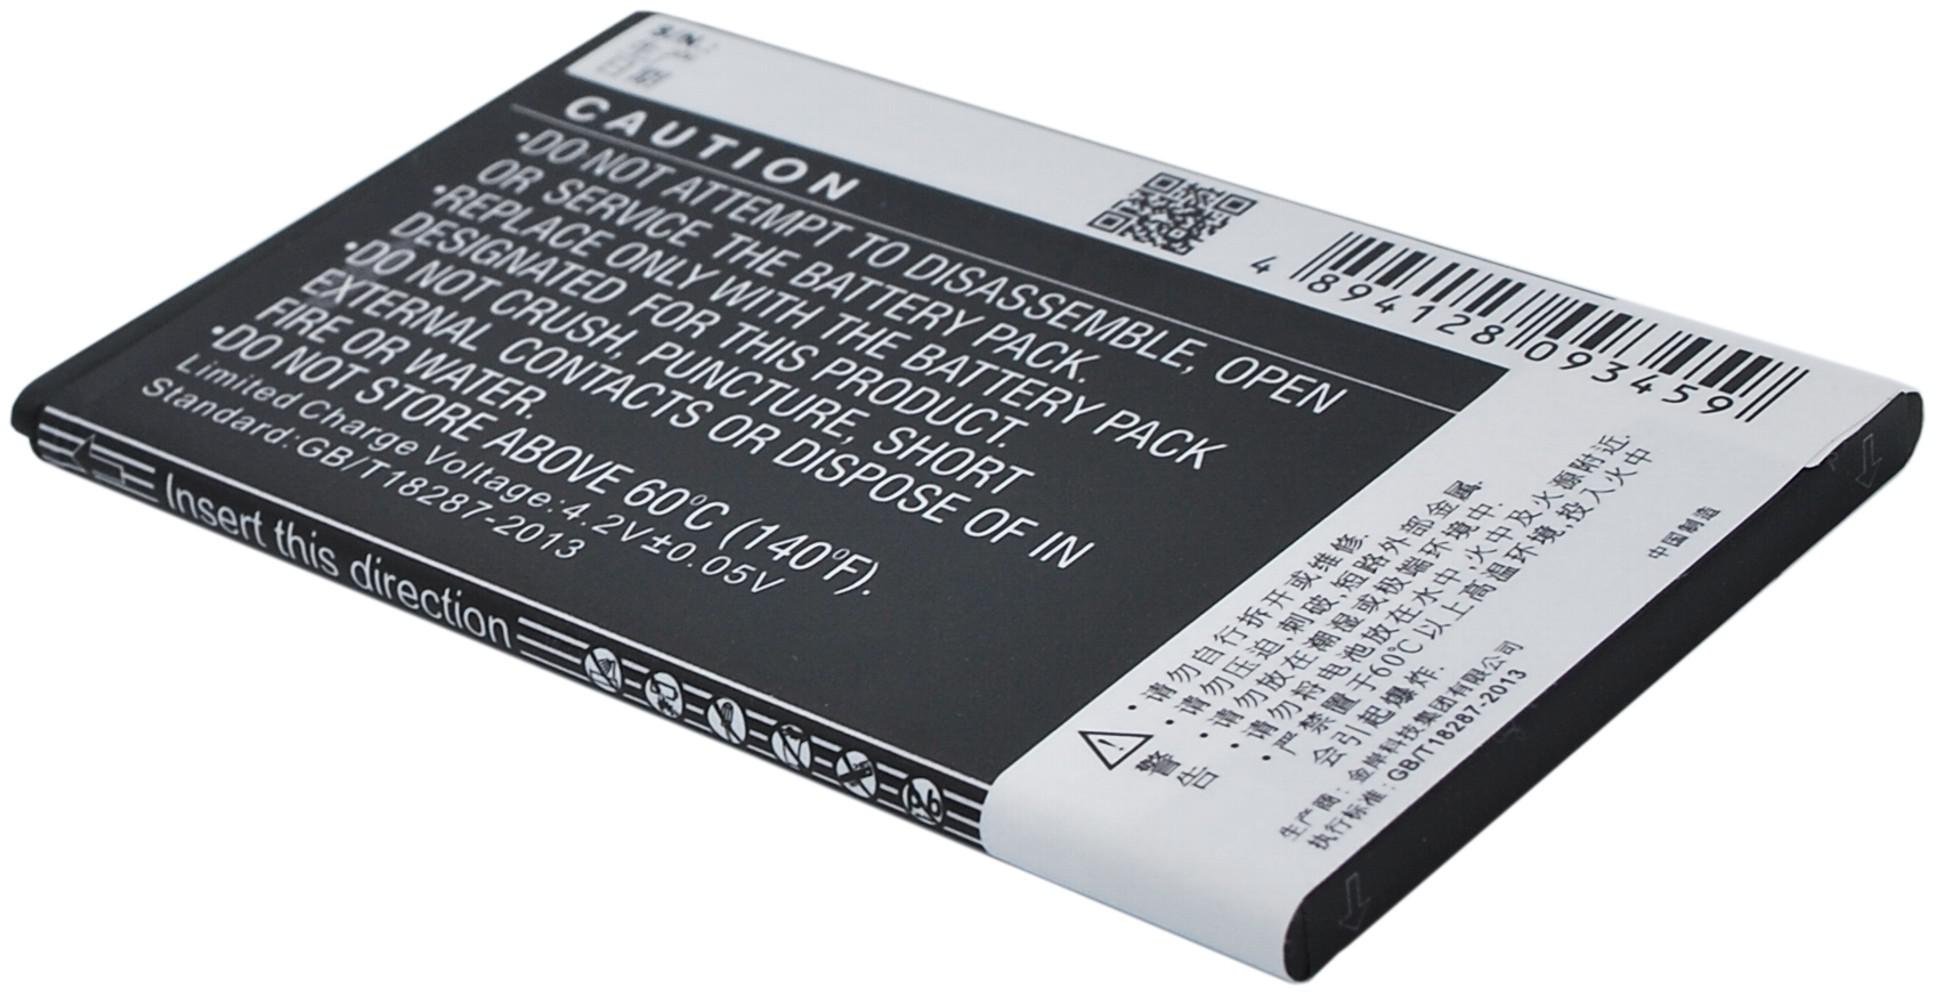 S/N:
日期
4 894128 093459
CAUTION
•DO NOT ATTEMPT TO DISASSEMBLE, OPEN
OR SERVICE THE BATTERY PACK.
•REPLACE ONLY WITH THE BATTERY PACK
DESIGNATED FOR THIS PRODUCT.
•DO NOT CRUSH, PUNCTURE, SHORT
EXTERNAL CONTACTS OR DISPOSE OF IN
FIRE OR WATER.
•DO NOT STORE ABOVE 60℃ (140℉).
Limited Charge Voltage:4.2V±0.05V
Standard:GB/T18287-2013
Insert this direction
Pb
警告
•请勿自行拆开或维修.
•请勿压迫,刺破,短路外部金属.
•请勿放在潮湿或极端环境中.
•请勿将电池放在水中,火中及火源附近.
•严禁置于60℃以上高温环境,投入火中
会引起爆炸.
生产商: 金岸科技集团有限公司
执行标准: GB/T18287-2013
中国制造